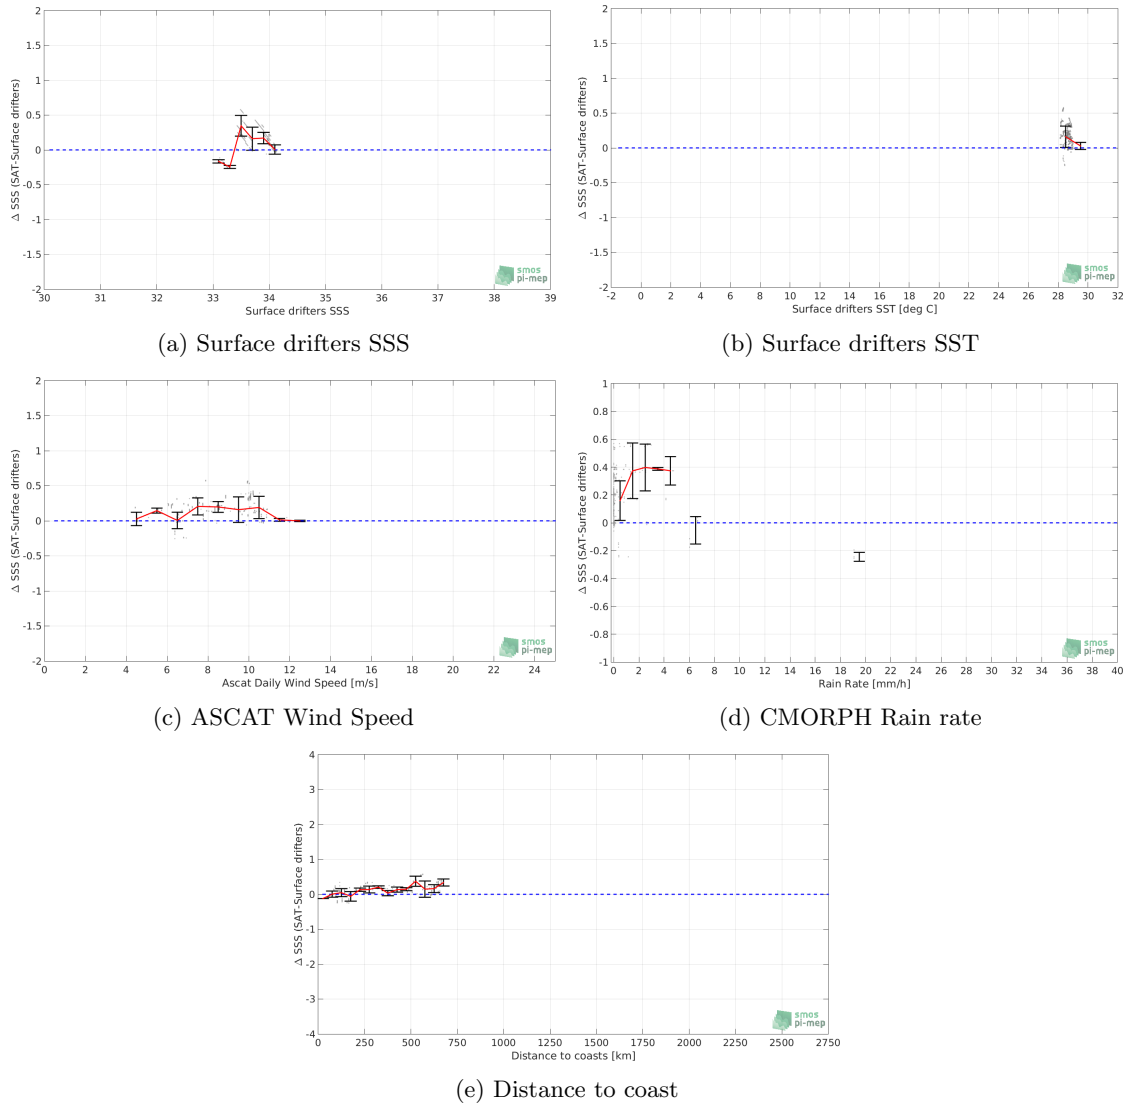 2
1.5
1
0.5
0
-0.5
-1
-1.5
-2
Δ SSS (SAT-Surface drifters)
30 31 32 33 34 35 36 37 38 39
Surface drifters SSS
smos
pi-mep
(a) Surface drifters SSS
2
1.5
1
0.5
0
-0.5
-1
-1.5
-2
Δ SSS (SAT-Surface drifters)
-2 0 2 4 6 8 10 12 14 16 18 20 22 24 26 28 30 32
Surface drifters SST [deg C]
smos
pi-mep
(b) Surface drifters SST
2
1.5
1
0.5
0
-0.5
-1
-1.5
-2
Δ SSS (SAT-Surface drifters)
0 2 4 6 8 10 12 14 16 18 20 22 24
Ascat Daily Wind Speed [m/s]
smos
pi-mep
(c) ASCAT Wind Speed
1
0.8
0.6
0.4
0.2
0
-0.2
-0.4
-0.6
-0.8
-1
Δ SSS (SAT-Surface drifters)
0 2 4 6 8 10 12 14 16 18 20 22 24 26 28 30 32 34 36 38 40
Rain Rate [mm/h]
smos
pi-mep
(d) CMORPH Rain rate
4
3
2
1
0
-1
-2
-3
-4
Δ SSS (SAT-Surface drifters)
0 250 500 750 1000 1250 1500 1750 2000 2250 2500 2750
Distance to coasts [km]
smos
pi-mep
(e) Distance to coast